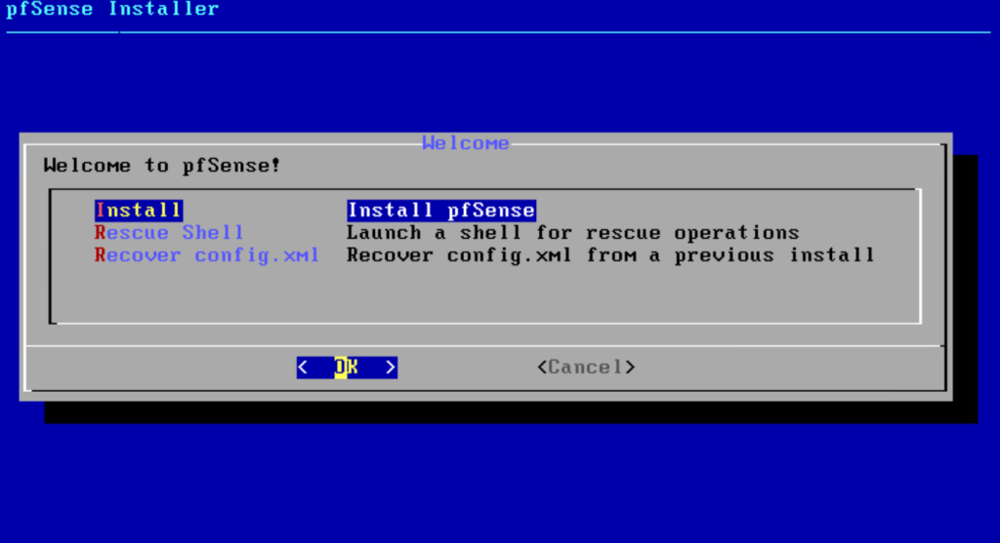 pfSense Installer
Welcome
Welcome to pfSense!
Install Install pfSense
Rescue Shell Launch a shell for rescue operations
Recover config.xml Recover config.xml from a previous install
< OK > <Cancel>